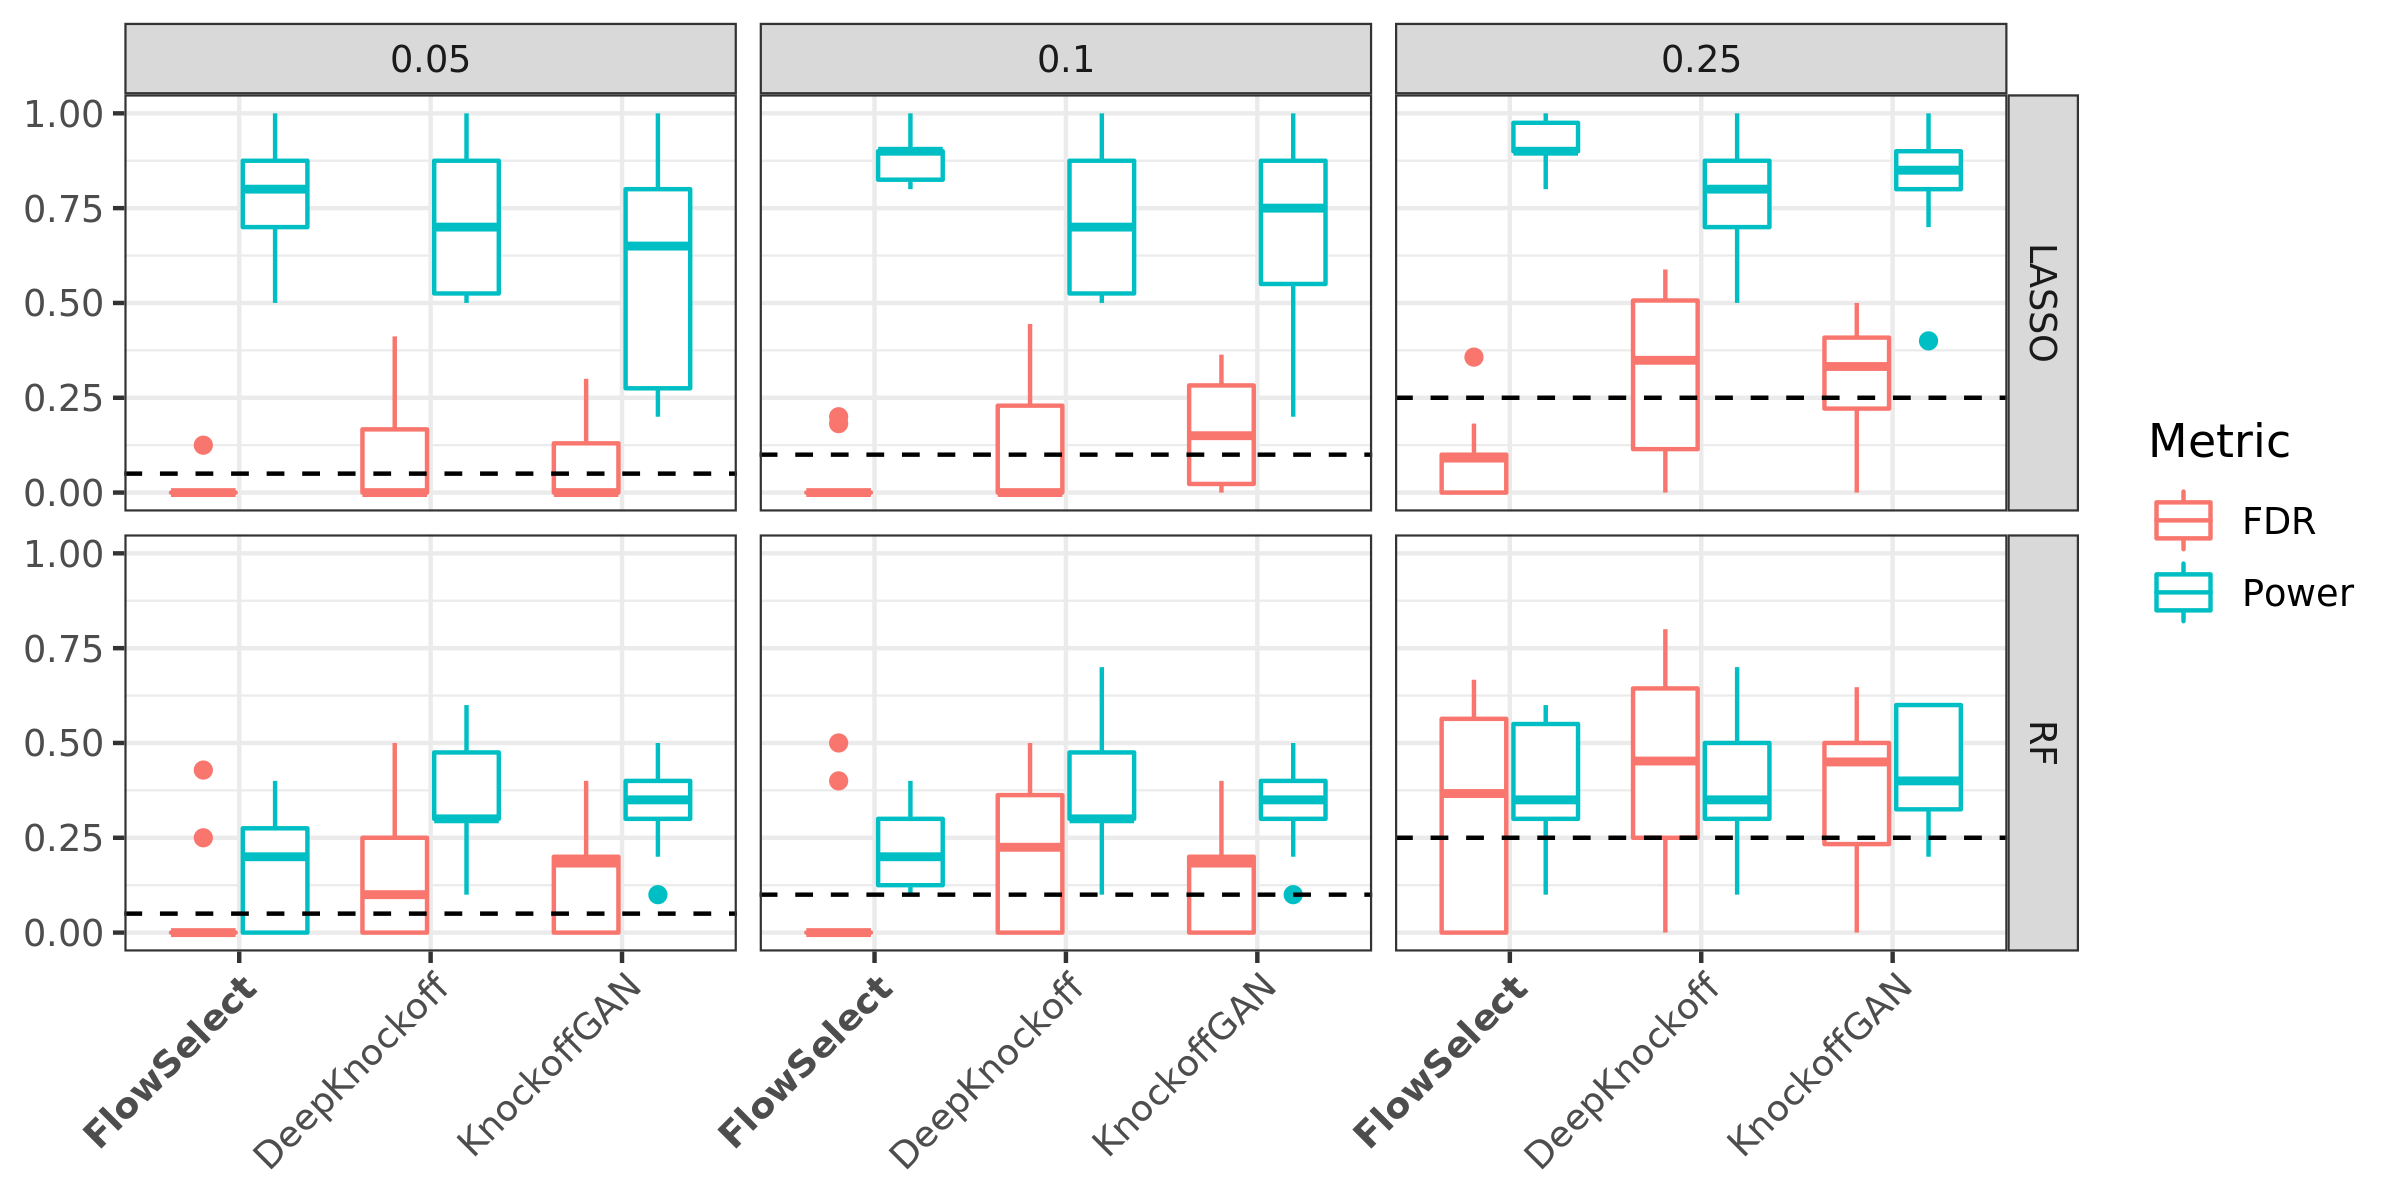 0.05
0.1
0.25
1.00
0.75
0.50
0.25
0.00
LASSO
1.00
0.75
0.50
0.25
0.00
RF
FlowSelect
DeepKnockoff
KnockoffGAN
FlowSelect
DeepKnockoff
KnockoffGAN
FlowSelect
DeepKnockoff
KnockoffGAN
Metric
FDR
Power